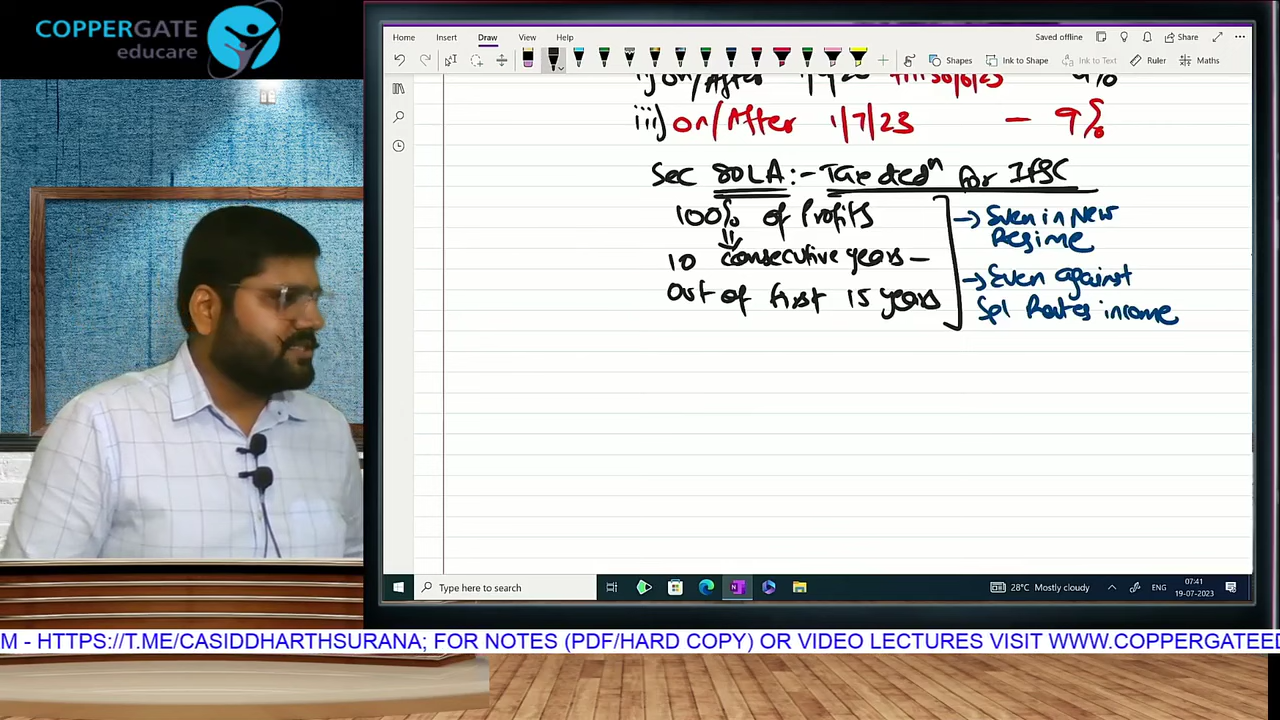 COPPERGATE
educare
Home Insert Draw View Help
Saved offline
Share
Shapes
Ink to Shape
Ink to Text
Ruler
Maths
iii) on/After 1/7/23 - 9%
Sec 80LA :- Tax dedn for IFSC
100% of Profits
10 consecutive years -
Out of first 15 years
→ Even in New
Regime
→ Even against
Spl Rates income
Type here to search
28°C Mostly cloudy
ENG
07:41
19-07-2023
M - HTTPS://T.ME/CASIDDHARTHSURANA; FOR NOTES (PDF/HARD COPY) OR VIDEO LECTURES VISIT WWW.COPPERGATEED